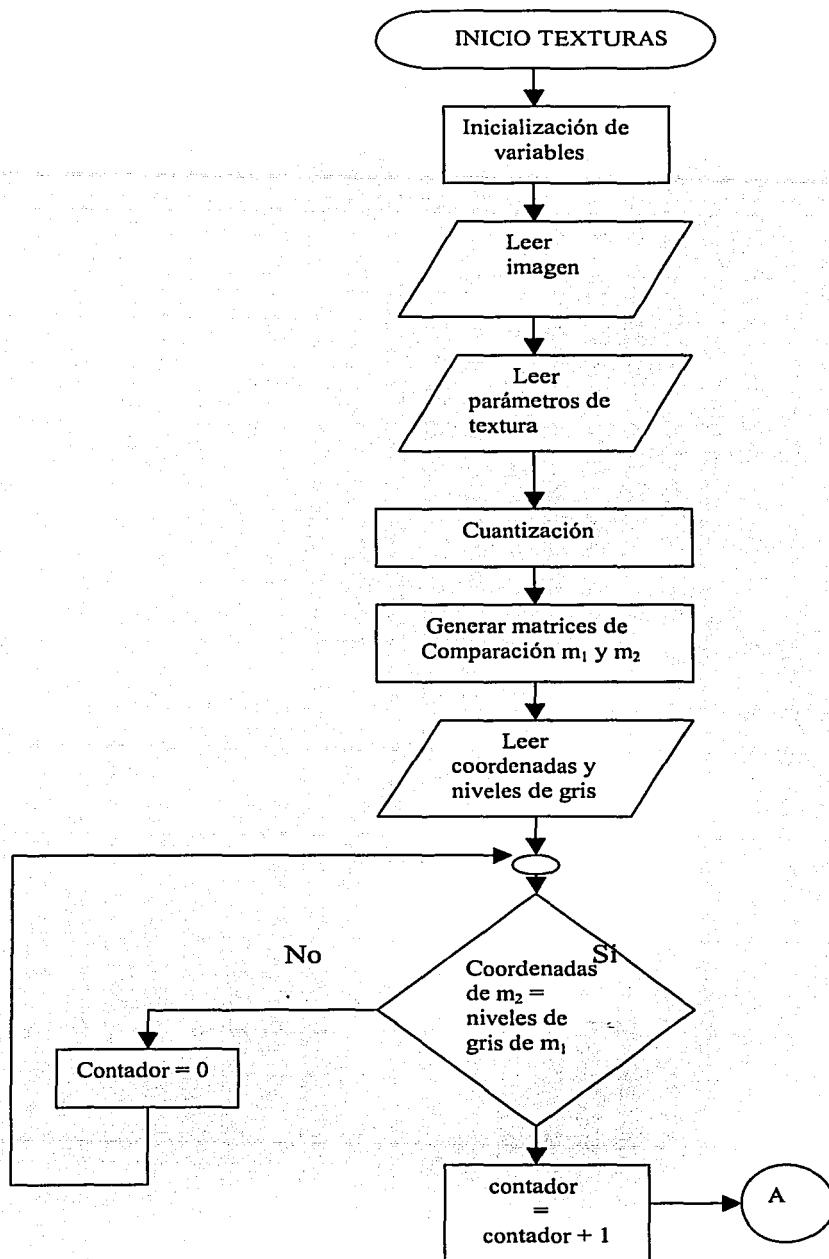 INICIO TEXTURAS
Inicialización de
variables
Leer
imagen
Leer
parámetros de
textura
Cuantización
Generar matrices de
Comparación m₁ y m₂
Leer
coordenadas y
niveles de gris
No
Si
Coordenadas
de m₂ =
niveles de
gris de m₁
Contador = 0
contador
=
contador + 1
A